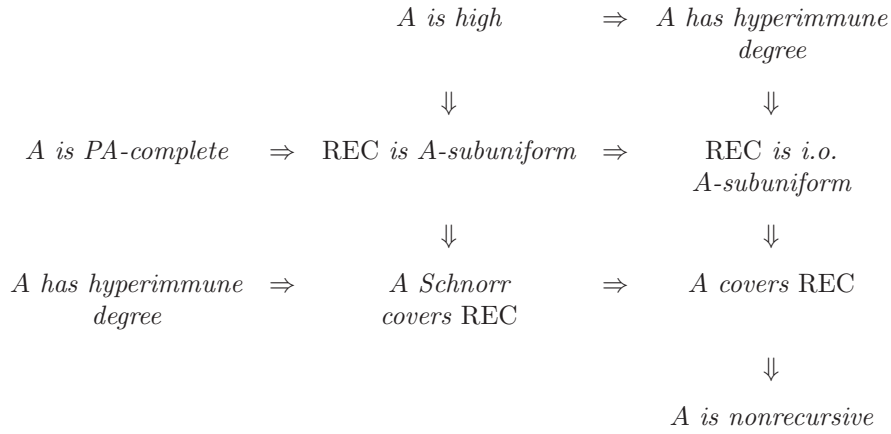 A is high ⇒ A has hyperimmune
degree
⇓ ⇓
A is PA-complete ⇒ REC is A-subuniform ⇒ REC is i.o.
A-subuniform
⇓ ⇓
A has hyperimmune ⇒ A Schnorr ⇒ A covers REC
degree covers REC
⇓
A is nonrecursive